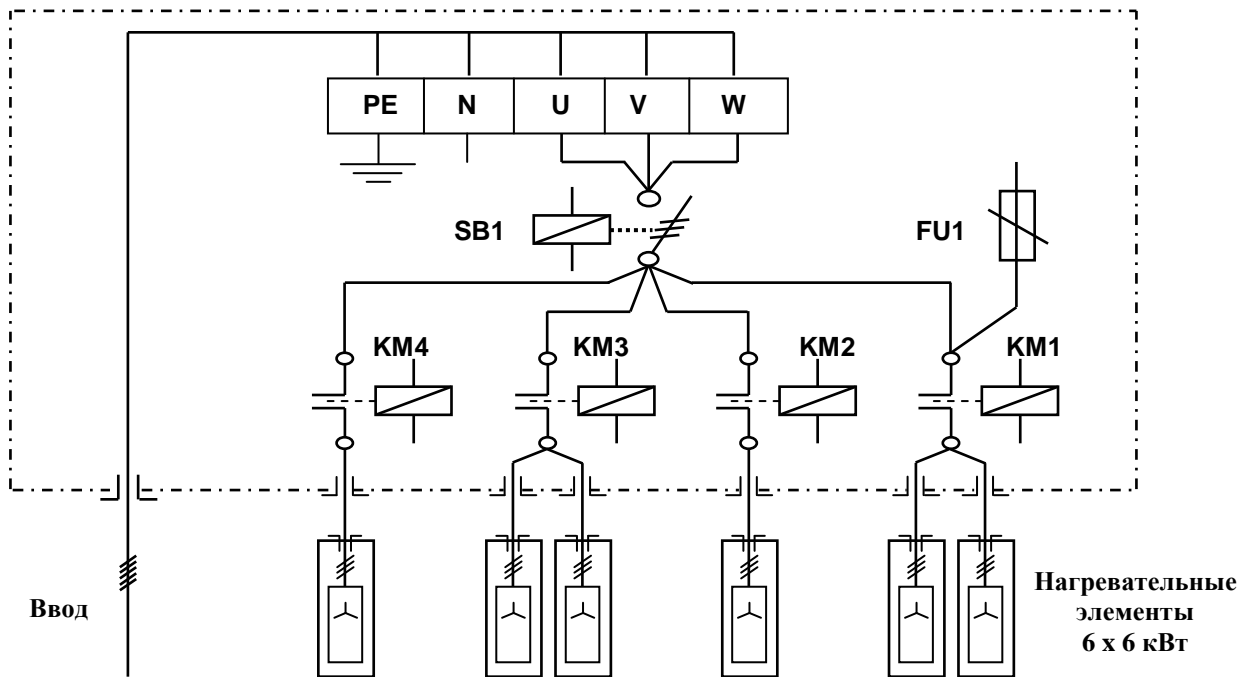 PE N U V W
SB1
FU1
KM4 KM3 KM2 KM1
Ввод
Нагревательные
элементы
6 х 6 кВт